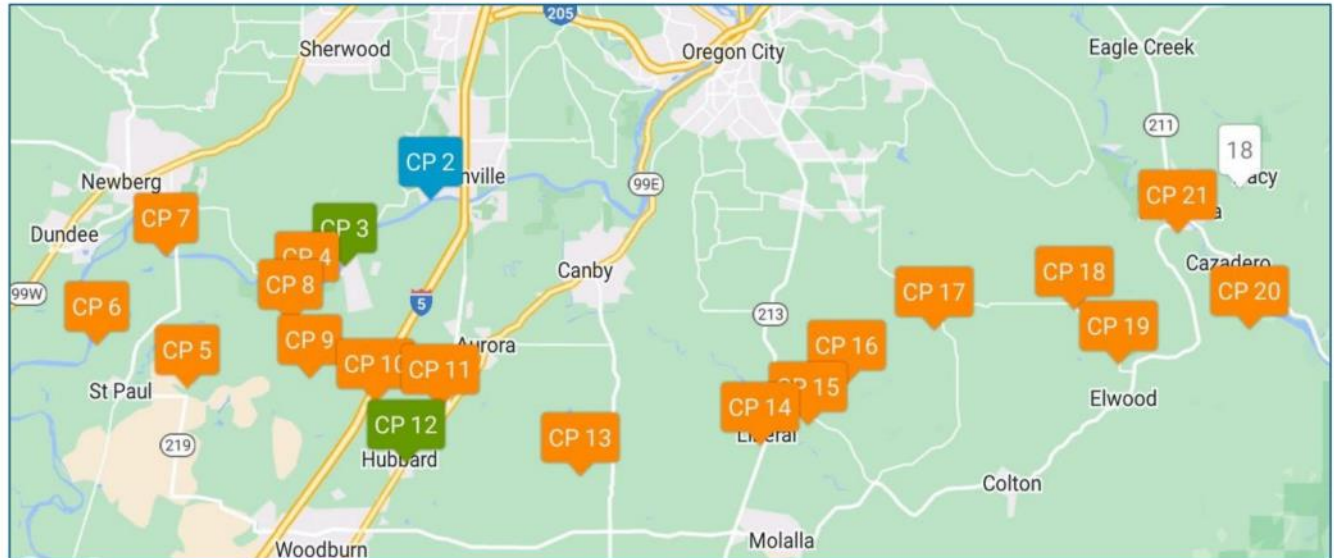 205
Sherwood
Oregon City
Eagle Creek
211
CP 2
18
nville
Newberg
99E
acy
CP 7
CP 21
a
CP 3
Dundee
CP 4
Canby
Cazadero
CP 8
CP 18
CP 17
CP 20
99W
CP 6
5
213
CP 9
CP 19
CP 5
Aurora
CP 16
CP 10
CP 11
St Paul
CP 15
Elwood
CP 14
CP 12
CP 13
Liberal
219
Hubbard
Colton
Molalla
Woodburn